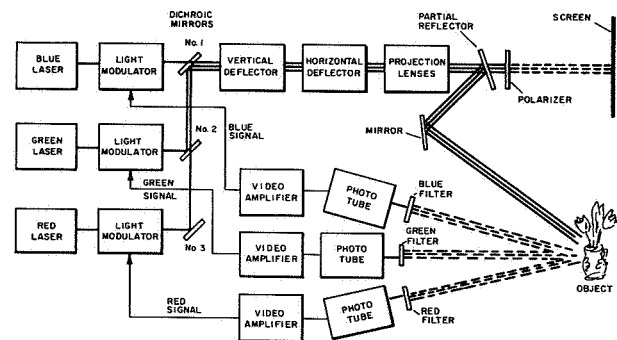 DICHROIC
MIRRORS
PARTIAL
REFLECTOR
SCREEN
No. 1
BLUE
LASER
LIGHT
MODULATOR
VERTICAL
DEFLECTOR
HORIZONTAL
DEFLECTOR
PROJECTION
LENSES
POLARIZER
No. 2
BLUE
SIGNAL
MIRROR
GREEN
LASER
LIGHT
MODULATOR
GREEN
SIGNAL
VIDEO
AMPLIFIER
PHOTO
TUBE
BLUE
FILTER
RED
LASER
LIGHT
MODULATOR
No 3
VIDEO
AMPLIFIER
PHOTO
TUBE
GREEN
FILTER
OBJECT
RED
SIGNAL
VIDEO
AMPLIFIER
PHOTO
TUBE
RED
FILTER